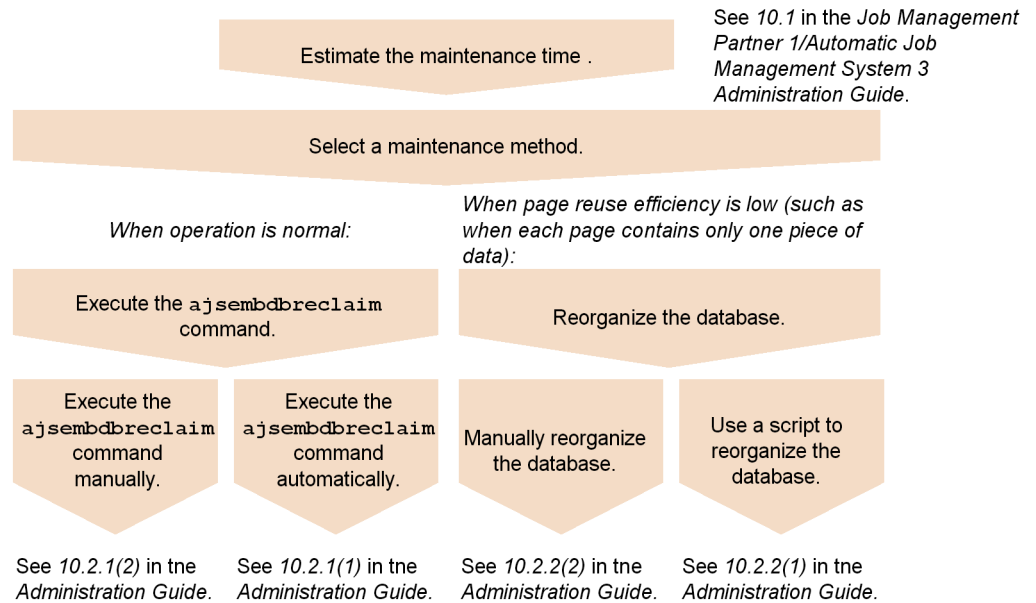 See 10.1 in the Job Management
Partner 1/Automatic Job
Management System 3
Administration Guide.
Estimate the maintenance time .
Select a maintenance method.
When operation is normal:
When page reuse efficiency is low (such as
when each page contains only one piece of
data):
Execute the ajsembdbreclaim
command.
Reorganize the database.
Execute the
ajsembdbreclaim
command
manually.
Execute the
ajsembdbreclaim
command
automatically.
Manually reorganize
the database.
Use a script to
reorganize the
database.
See 10.2.1(2) in the
Administration Guide.
See 10.2.1(1) in the
Administration Guide.
See 10.2.2(2) in the
Administration Guide.
See 10.2.2(1) in the
Administration Guide.